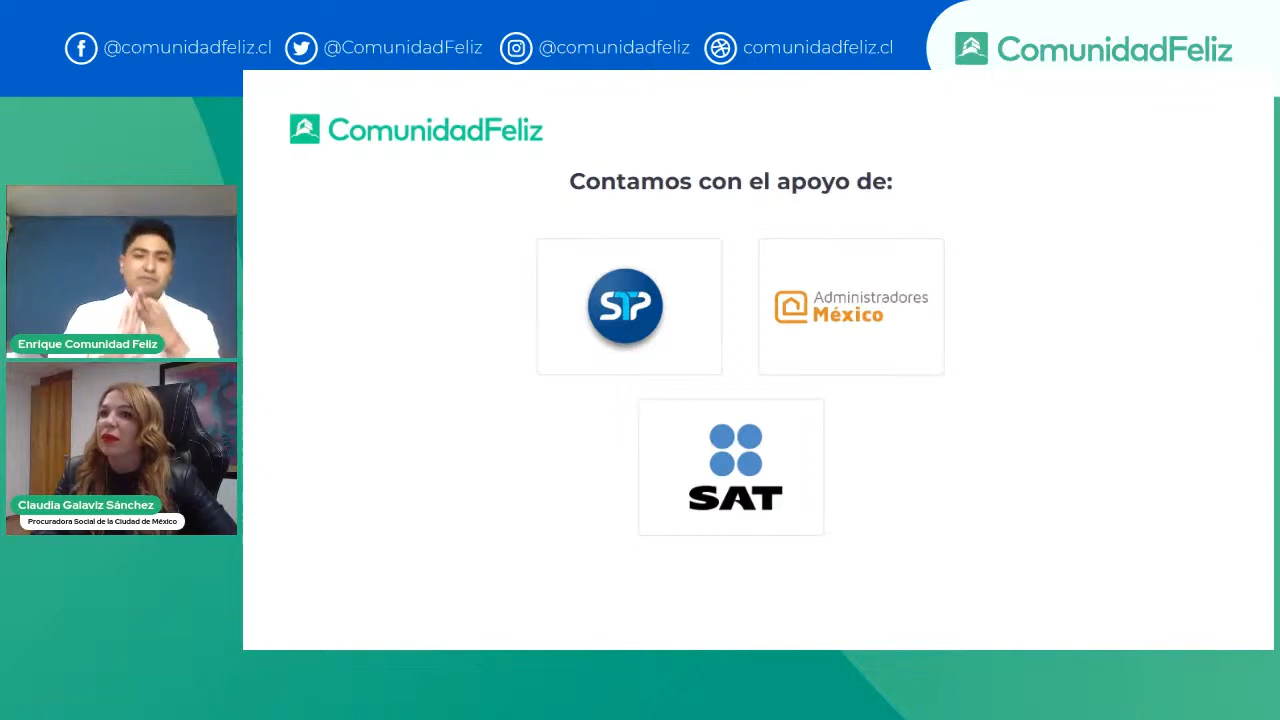 @comunidadfeliz.cl @ComunidadFeliz @comunidadfeliz comunidadfeliz.cl ComunidadFeliz
ComunidadFeliz
Contamos con el apoyo de:
STP
Administradores
México
SAT
Enrique Comunidad Feliz
Claudia Galaviz Sánchez
Procuradora Social de la Ciudad de México